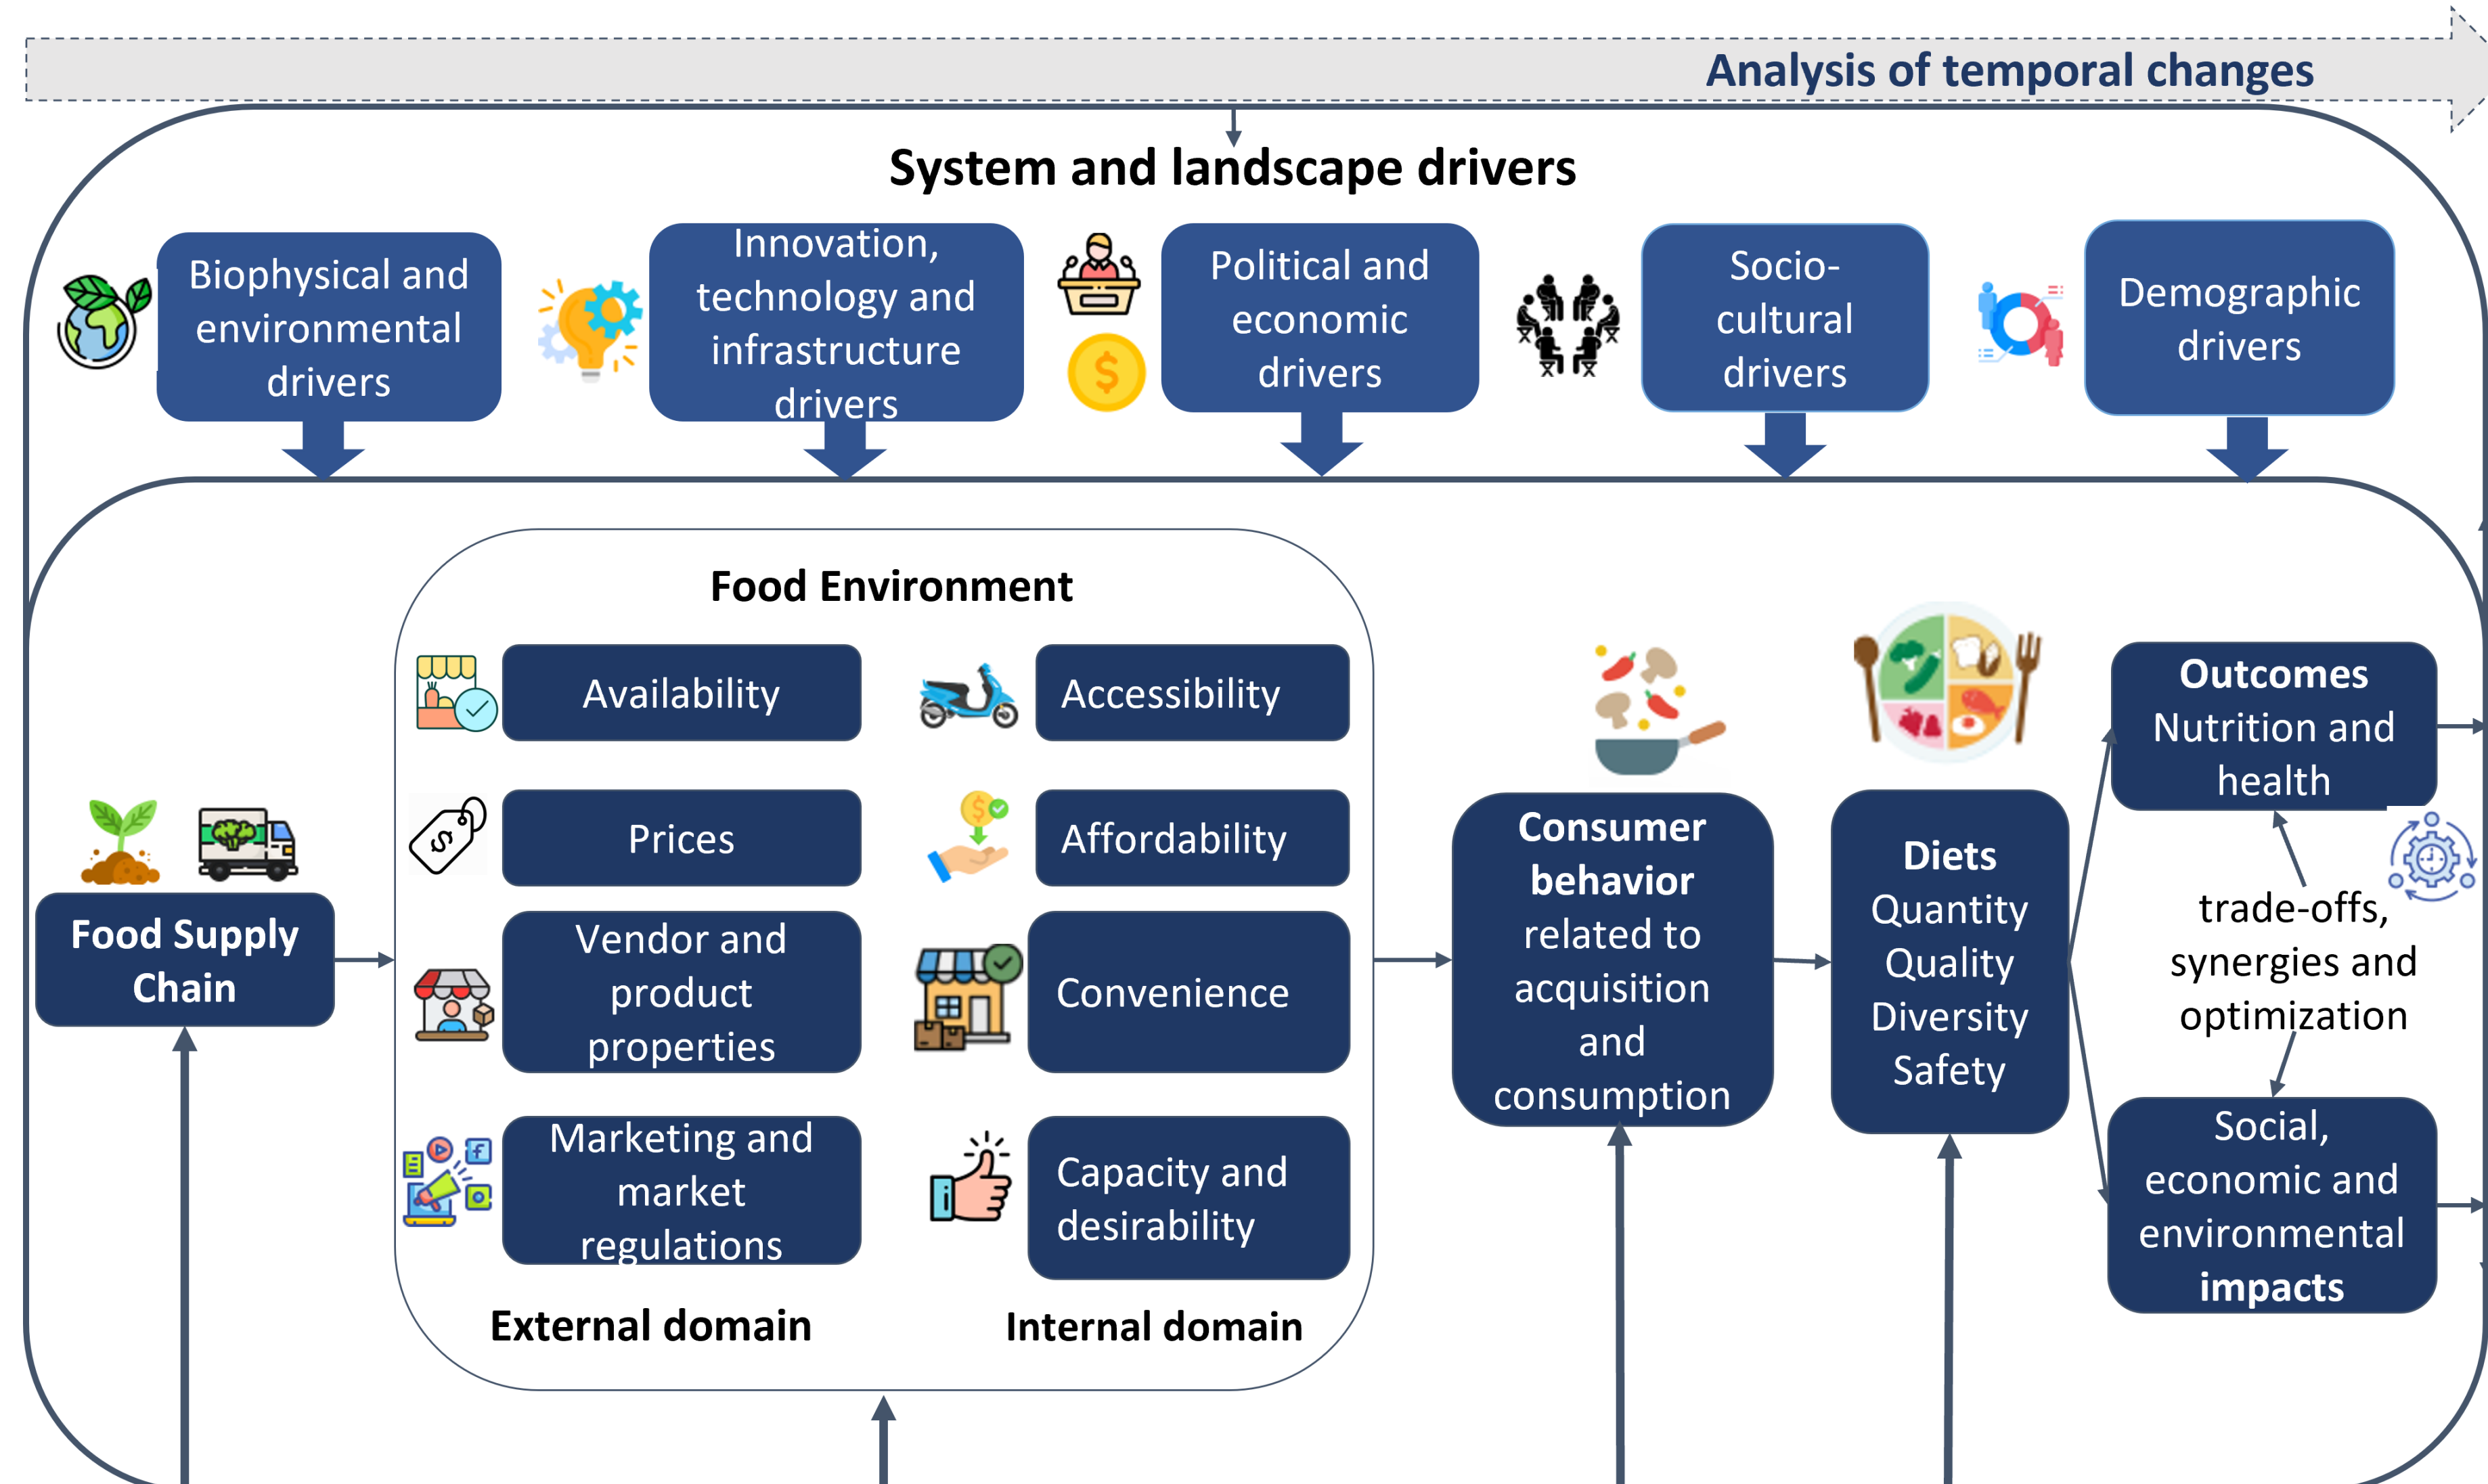 Analysis of temporal changes
System and landscape drivers
Biophysical and
environmental
drivers
Innovation,
technology and
infrastructure
drivers
Political and
economic
drivers
Socio-
cultural
drivers
Demographic
drivers
Food Environment
Availability
Accessibility
Prices
Affordability
Vendor and
product
properties
Convenience
Marketing and
market
regulations
Capacity and
desirability
External domain
Internal domain
Food Supply
Chain
Consumer
behavior
related to
acquisition
and
consumption
Diets
Quantity
Quality
Diversity
Safety
Outcomes
Nutrition and
health
trade-offs,
synergies and
optimization
Social,
economic and
environmental
impacts